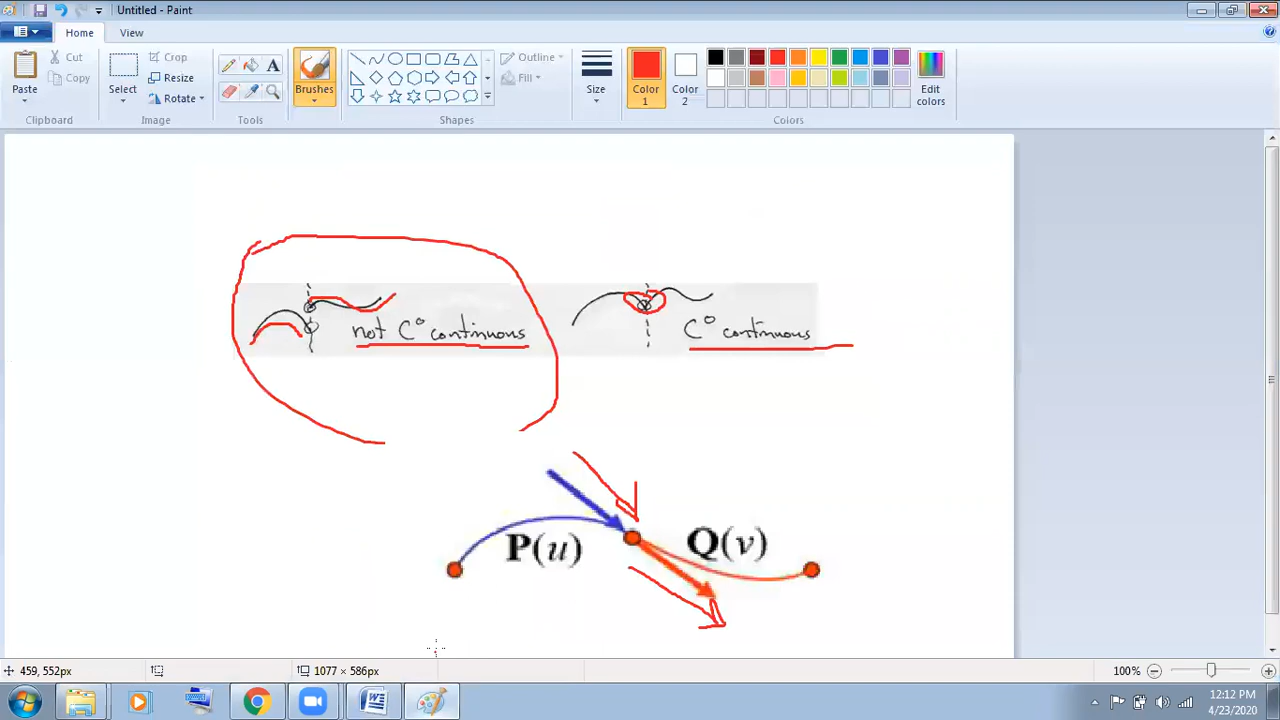 Untitled - Paint
Home
View
Paste
Cut
Copy
Clipboard
Select
Crop
Resize
Rotate
Image
Tools
Brushes
Outline
Fill
Shapes
Size
Color 1
Color 2
Edit colors
Colors
not C° continuous
C° continuous
P(u)
Q(v)
459, 552px
1077 × 586px
100%
12:12 PM
4/23/2020